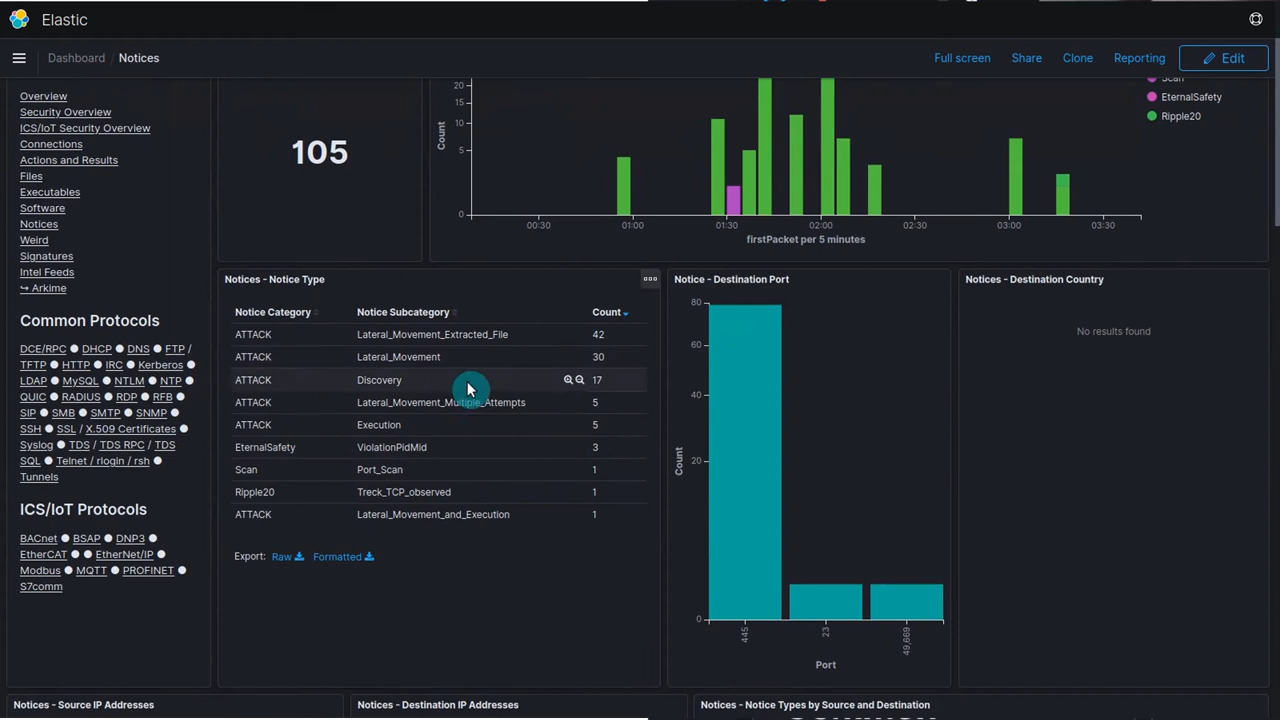 Elastic
Dashboard / Notices
Full screen
Share
Clone
Reporting
Edit
Overview
Security Overview
ICS/IoT Security Overview
Connections
Actions and Results
Files
Executables
Software
Notices
Weird
Signatures
Intel Feeds
↪ Arkime
Common Protocols
DCE/RPC ● DHCP ● DNS ● FTP /
TFTP ● HTTP ● IRC ● Kerberos ●
LDAP ● MySQL ● NTLM ● NTP ●
QUIC ● RADIUS ● RDP ● RFB ●
SIP ● SMB ● SMTP ● SNMP ●
SSH ● SSL / X.509 Certificates ●
Syslog ● TDS / TDS RPC / TDS
SQL ● Telnet / rlogin / rsh ●
Tunnels
ICS/IoT Protocols
BACnet ● BSAP ● DNP3 ●
EtherCAT ● ● EtherNet/IP ●
Modbus ● MQTT ● PROFINET ●
S7comm
105
Count
20
15
10
5
0
00:30
01:00
01:30
02:00
02:30
03:00
03:30
firstPacket per 5 minutes
Scan
EternalSafety
Ripple20
Notices - Notice Type
Notice Category Notice Subcategory Count
ATTACK Lateral_Movement_Extracted_File 42
ATTACK Lateral_Movement 30
ATTACK Discovery 17
ATTACK Lateral_Movement_Multiple_Attempts 5
ATTACK Execution 5
EternalSafety ViolationPidMid 3
Scan Port_Scan 1
Ripple20 Treck_TCP_observed 1
ATTACK Lateral_Movement_and_Execution 1
Export: Raw Formatted
Notice - Destination Port
Count
80
60
40
20
0
445
23
49,669
Port
Notices - Destination Country
No results found
Notices - Source IP Addresses
Notices - Destination IP Addresses
Notices - Notice Types by Source and Destination